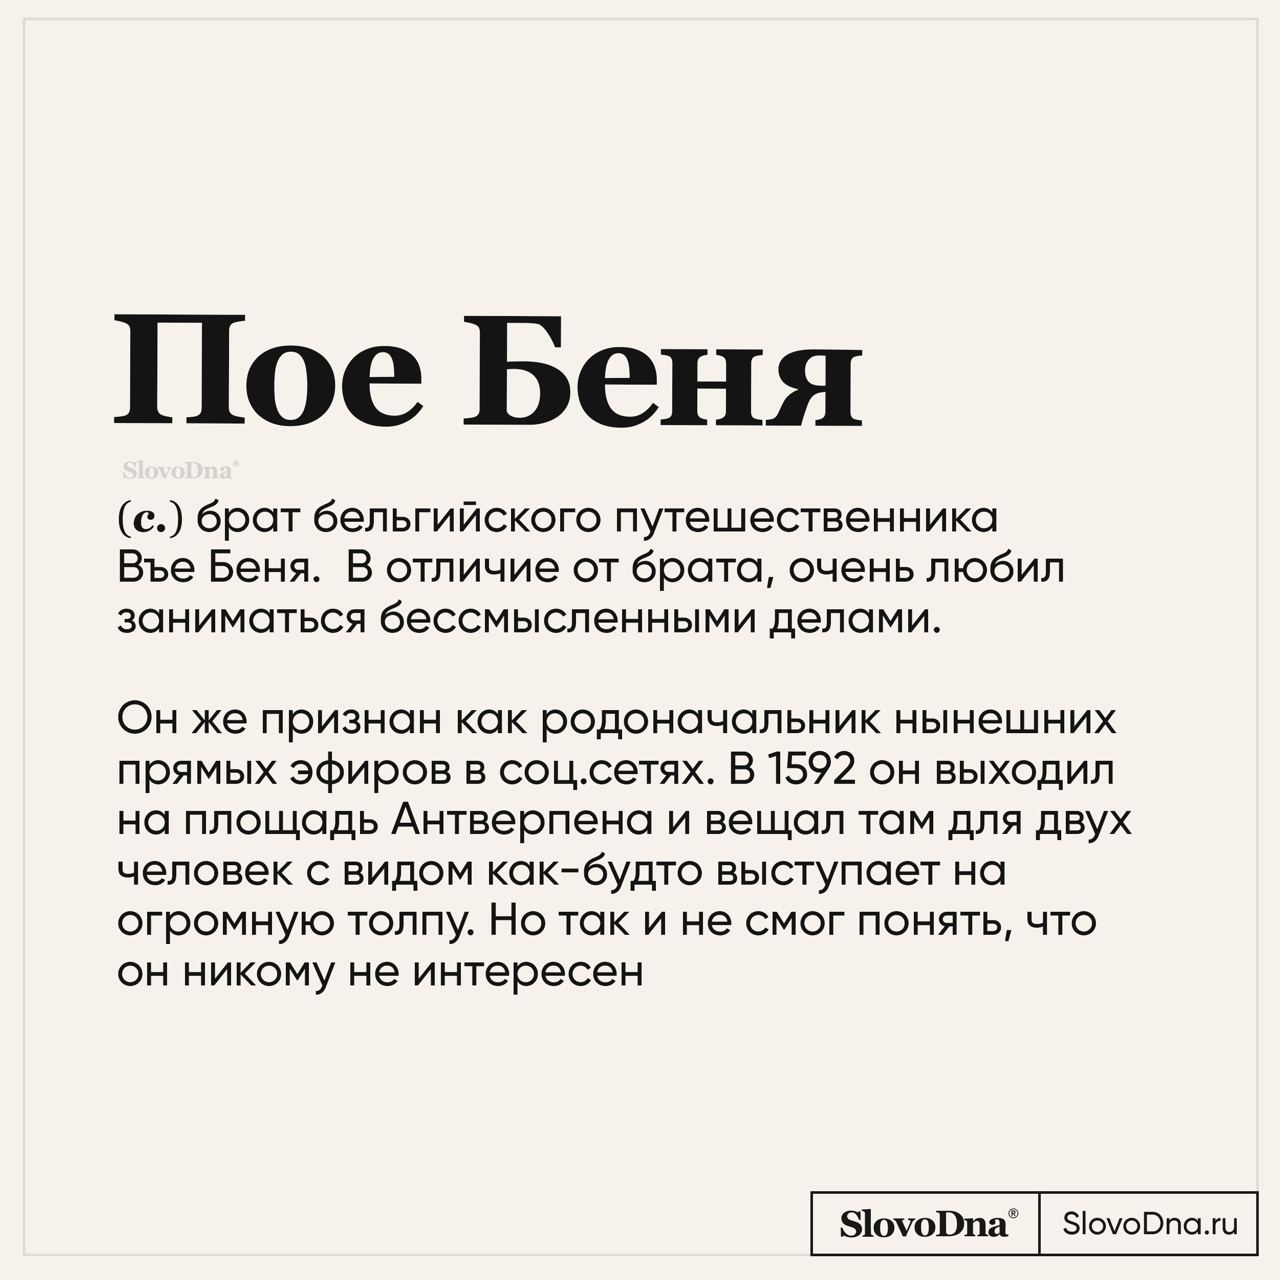 Пое Беня
SlovoDna®
(с.) брат бельгийского путешественника
Въе Беня.  В отличие от брата, очень любил
заниматься бессмысленными делами.
Он же признан как родоначальник нынешних
прямых эфиров в соц.сетях. В 1592 он выходил
на площадь Антверпена и вещал там для двух
человек с видом как-будто выступает на
огромную толпу. Но так и не смог понять, что
он никому не интересен
SlovoDna® SlovoDna.ru